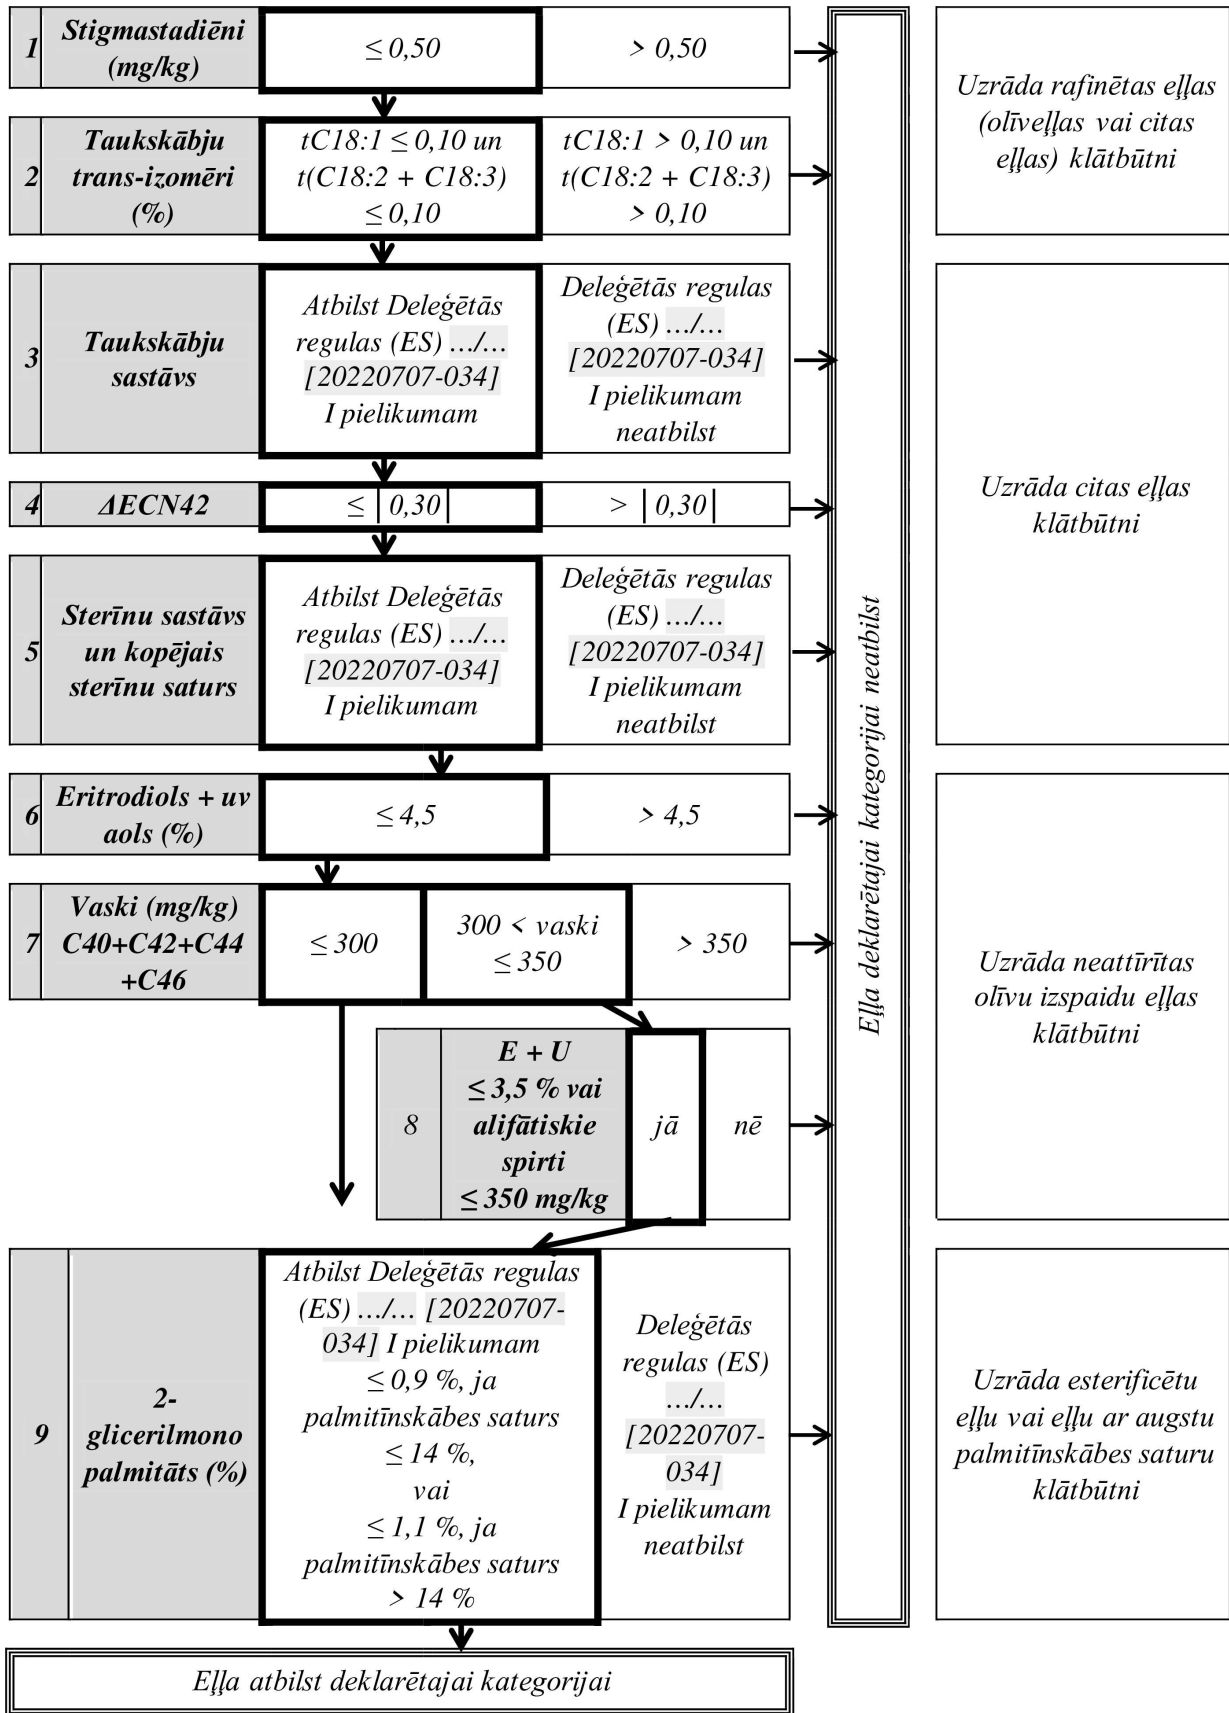 1
Stigmastadiēni
(mg/kg)
≤ 0,50
> 0,50
Uzrāda rafinētas eļļas
(olīveļļas vai citas
eļļas) klātbūtni
2
Taukskābju
trans-izomēri
(%)
tC18:1 ≤ 0,10 un
t(C18:2 + C18:3)
≤ 0,10
tC18:1 > 0,10 un
t(C18:2 + C18:3)
> 0,10
3
Taukskābju
sastāvs
Atbilst Deleģētās
regulas (ES) …/…
[20220707-034]
I pielikumam
Deleģētās regulas
(ES) …/…
[20220707-034]
I pielikumam
neatbilst
Uzrāda citas eļļas
klātbūtni
4
ΔECN42
≤ |0,30|
> |0,30|
5
Sterīnu sastāvs
un kopējais
sterīnu saturs
Atbilst Deleģētās
regulas (ES) …/…
[20220707-034]
I pielikumam
Deleģētās regulas
(ES) …/…
[20220707-034]
I pielikumam
neatbilst
Eļļa deklarētajai kategorijai neatbilst
6
Eritrodiols + uv
aols (%)
≤ 4,5
> 4,5
Uzrāda neattīrītas
olīvu izspaidu eļļas
klātbūtni
7
Vaski (mg/kg)
C40+C42+C44
+C46
≤ 300
300 < vaski
≤ 350
> 350
8
E + U
≤ 3,5 % vai
alifātiskie
spirti
≤ 350 mg/kg
jā
nē
9
2-
glicerilmono
palmitāts (%)
Atbilst Deleģētās regulas
(ES) …/… [20220707-
034] I pielikumam
≤ 0,9 %, ja
palmitīnskābes saturs
≤ 14 %,
vai
≤ 1,1 %, ja
palmitīnskābes saturs
> 14 %
Deleģētās
regulas (ES)
…/…
[20220707-
034]
I pielikumam
neatbilst
Uzrāda esterificētu
eļļu vai eļļu ar augstu
palmitīnskābes saturu
klātbūtni
Eļļa atbilst deklarētajai kategorijai